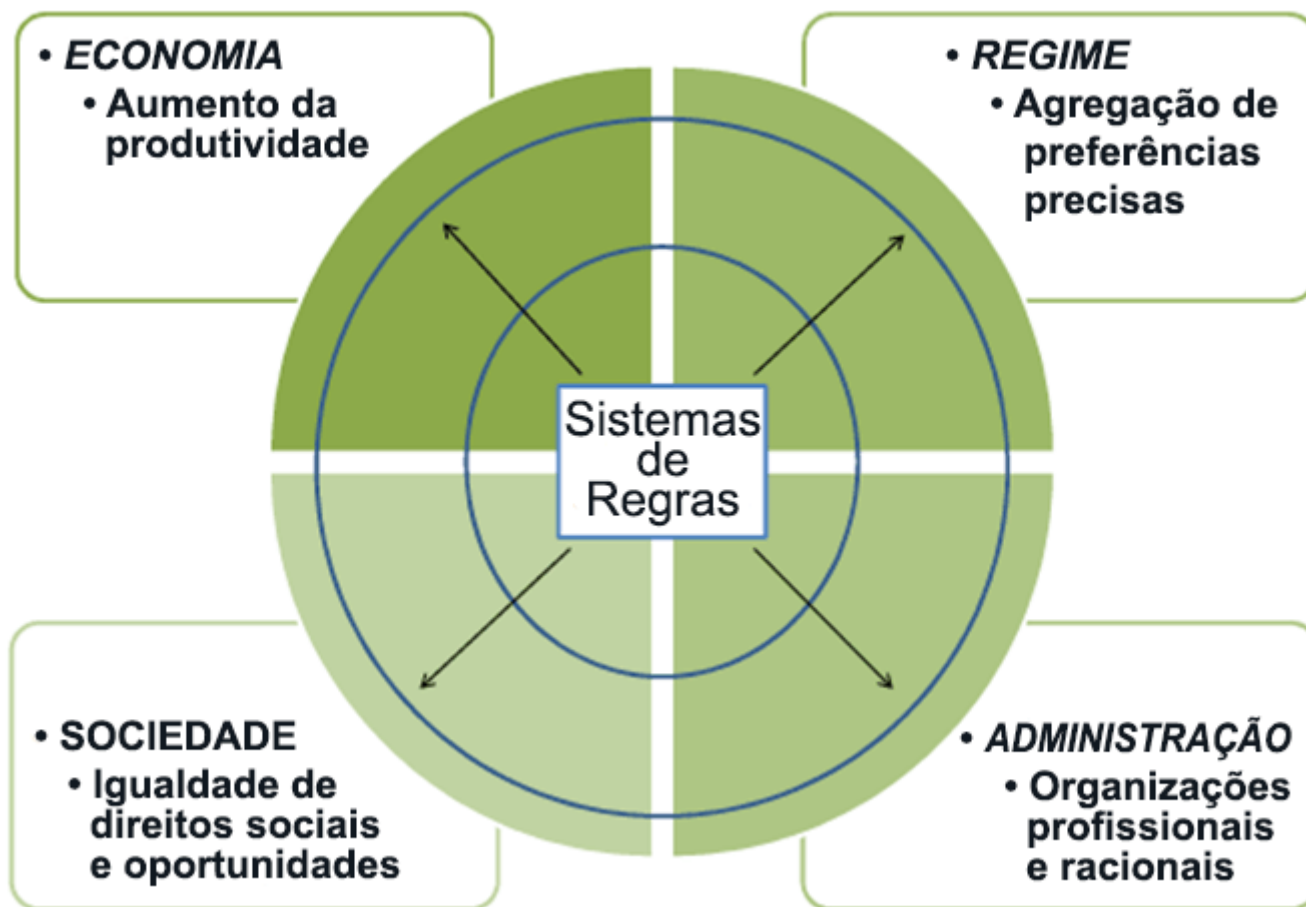 • ECONOMIA
• Aumento da
produtividade
• REGIME
• Agregação de
preferências
precisas
Sistemas
de
Regras
• SOCIEDADE
• Igualdade de
direitos sociais
e oportunidades
• ADMINISTRAÇÃO
• Organizações
profissionais
e racionais